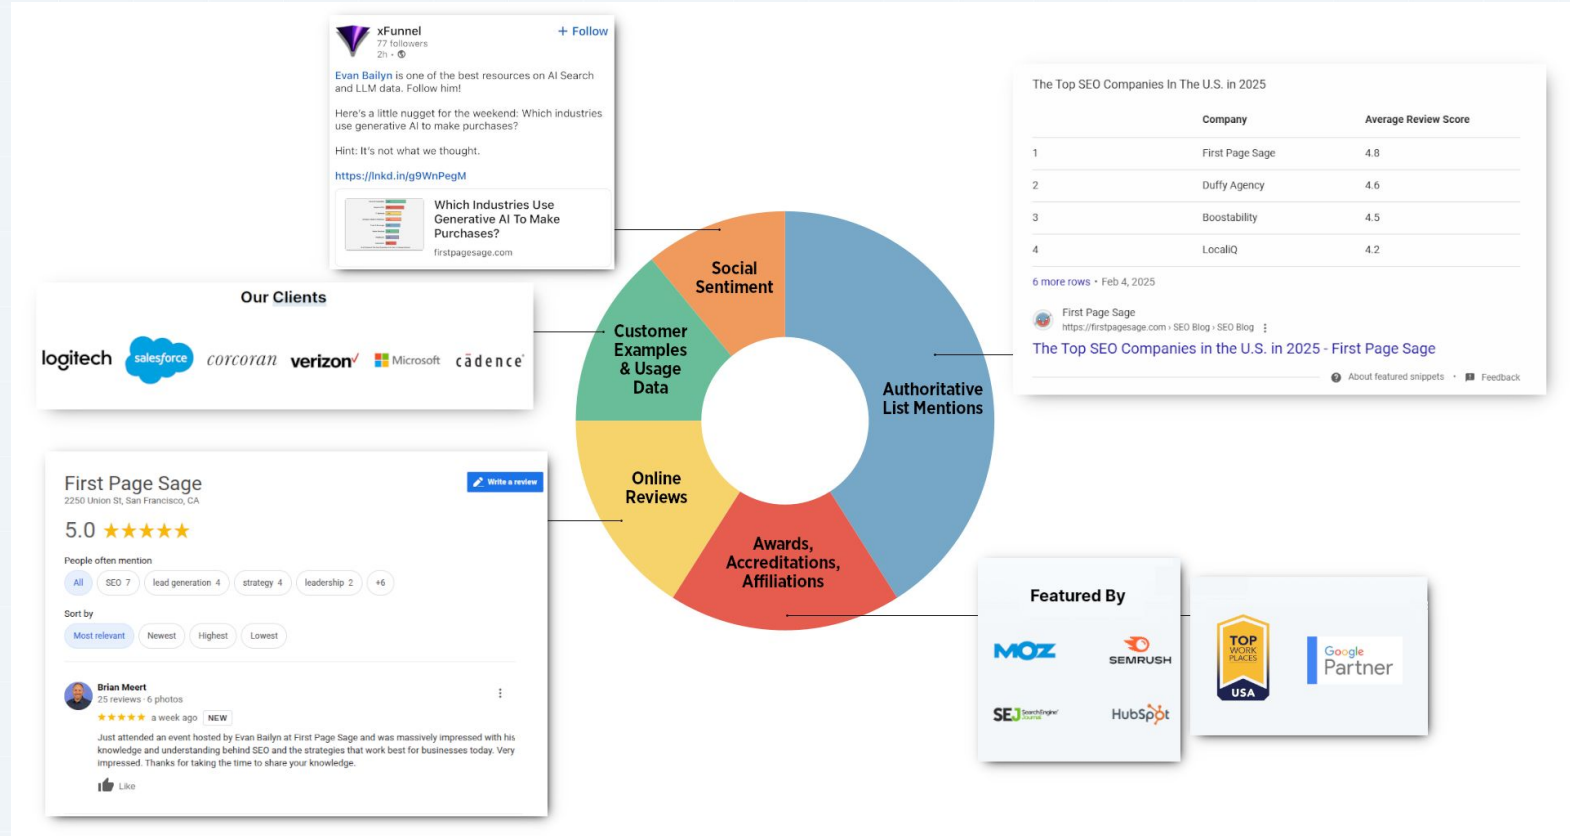 xFunnel
+ Follow
77 followers
2h •
Evan Bailyn is one of the best resources on AI Search
and LLM data. Follow him!
Here's a little nugget for the weekend: Which industries
use generative AI to make purchases?
Hint: It's not what we thought.
https://lnkd.in/g9WnPegM
Which Industries Use
Generative AI To Make
Purchases?
firstpagesage.com
Our Clients
logitech
salesforce
corcoran
verizon
Microsoft
cādence
First Page Sage
Write a review
2250 Union St, San Francisco, CA
5.0
People often mention
All
SEO 7
lead generation 4
strategy 4
leadership 2
+6
Sort by
Most relevant
Newest
Highest
Lowest
Brian Meert
25 reviews · 6 photos
a week ago NEW
Just attended an event hosted by Evan Bailyn at First Page Sage and was massively impressed with his
knowledge and understanding behind SEO and the strategies that work best for businesses today. Very
impressed. Thanks for taking the time to share your knowledge.
Like
Social
Sentiment
Customer
Examples
& Usage
Data
Online
Reviews
Authoritative
List Mentions
Awards,
Accreditations,
Affiliations
The Top SEO Companies In The U.S. in 2025
Company Average Review Score
1 First Page Sage 4.8
2 Duffy Agency 4.6
3 Boostability 4.5
4 LocaliQ 4.2
6 more rows • Feb 4, 2025
First Page Sage
https://firstpagesage.com › SEO Blog › SEO Blog
The Top SEO Companies in the U.S. in 2025 - First Page Sage
About featured snippets • Feedback
Featured By
MOZ
SEMRUSH
SEJ Search Engine Journal
HubSpot
TOP
WORK
PLACES
USA
Google
Partner